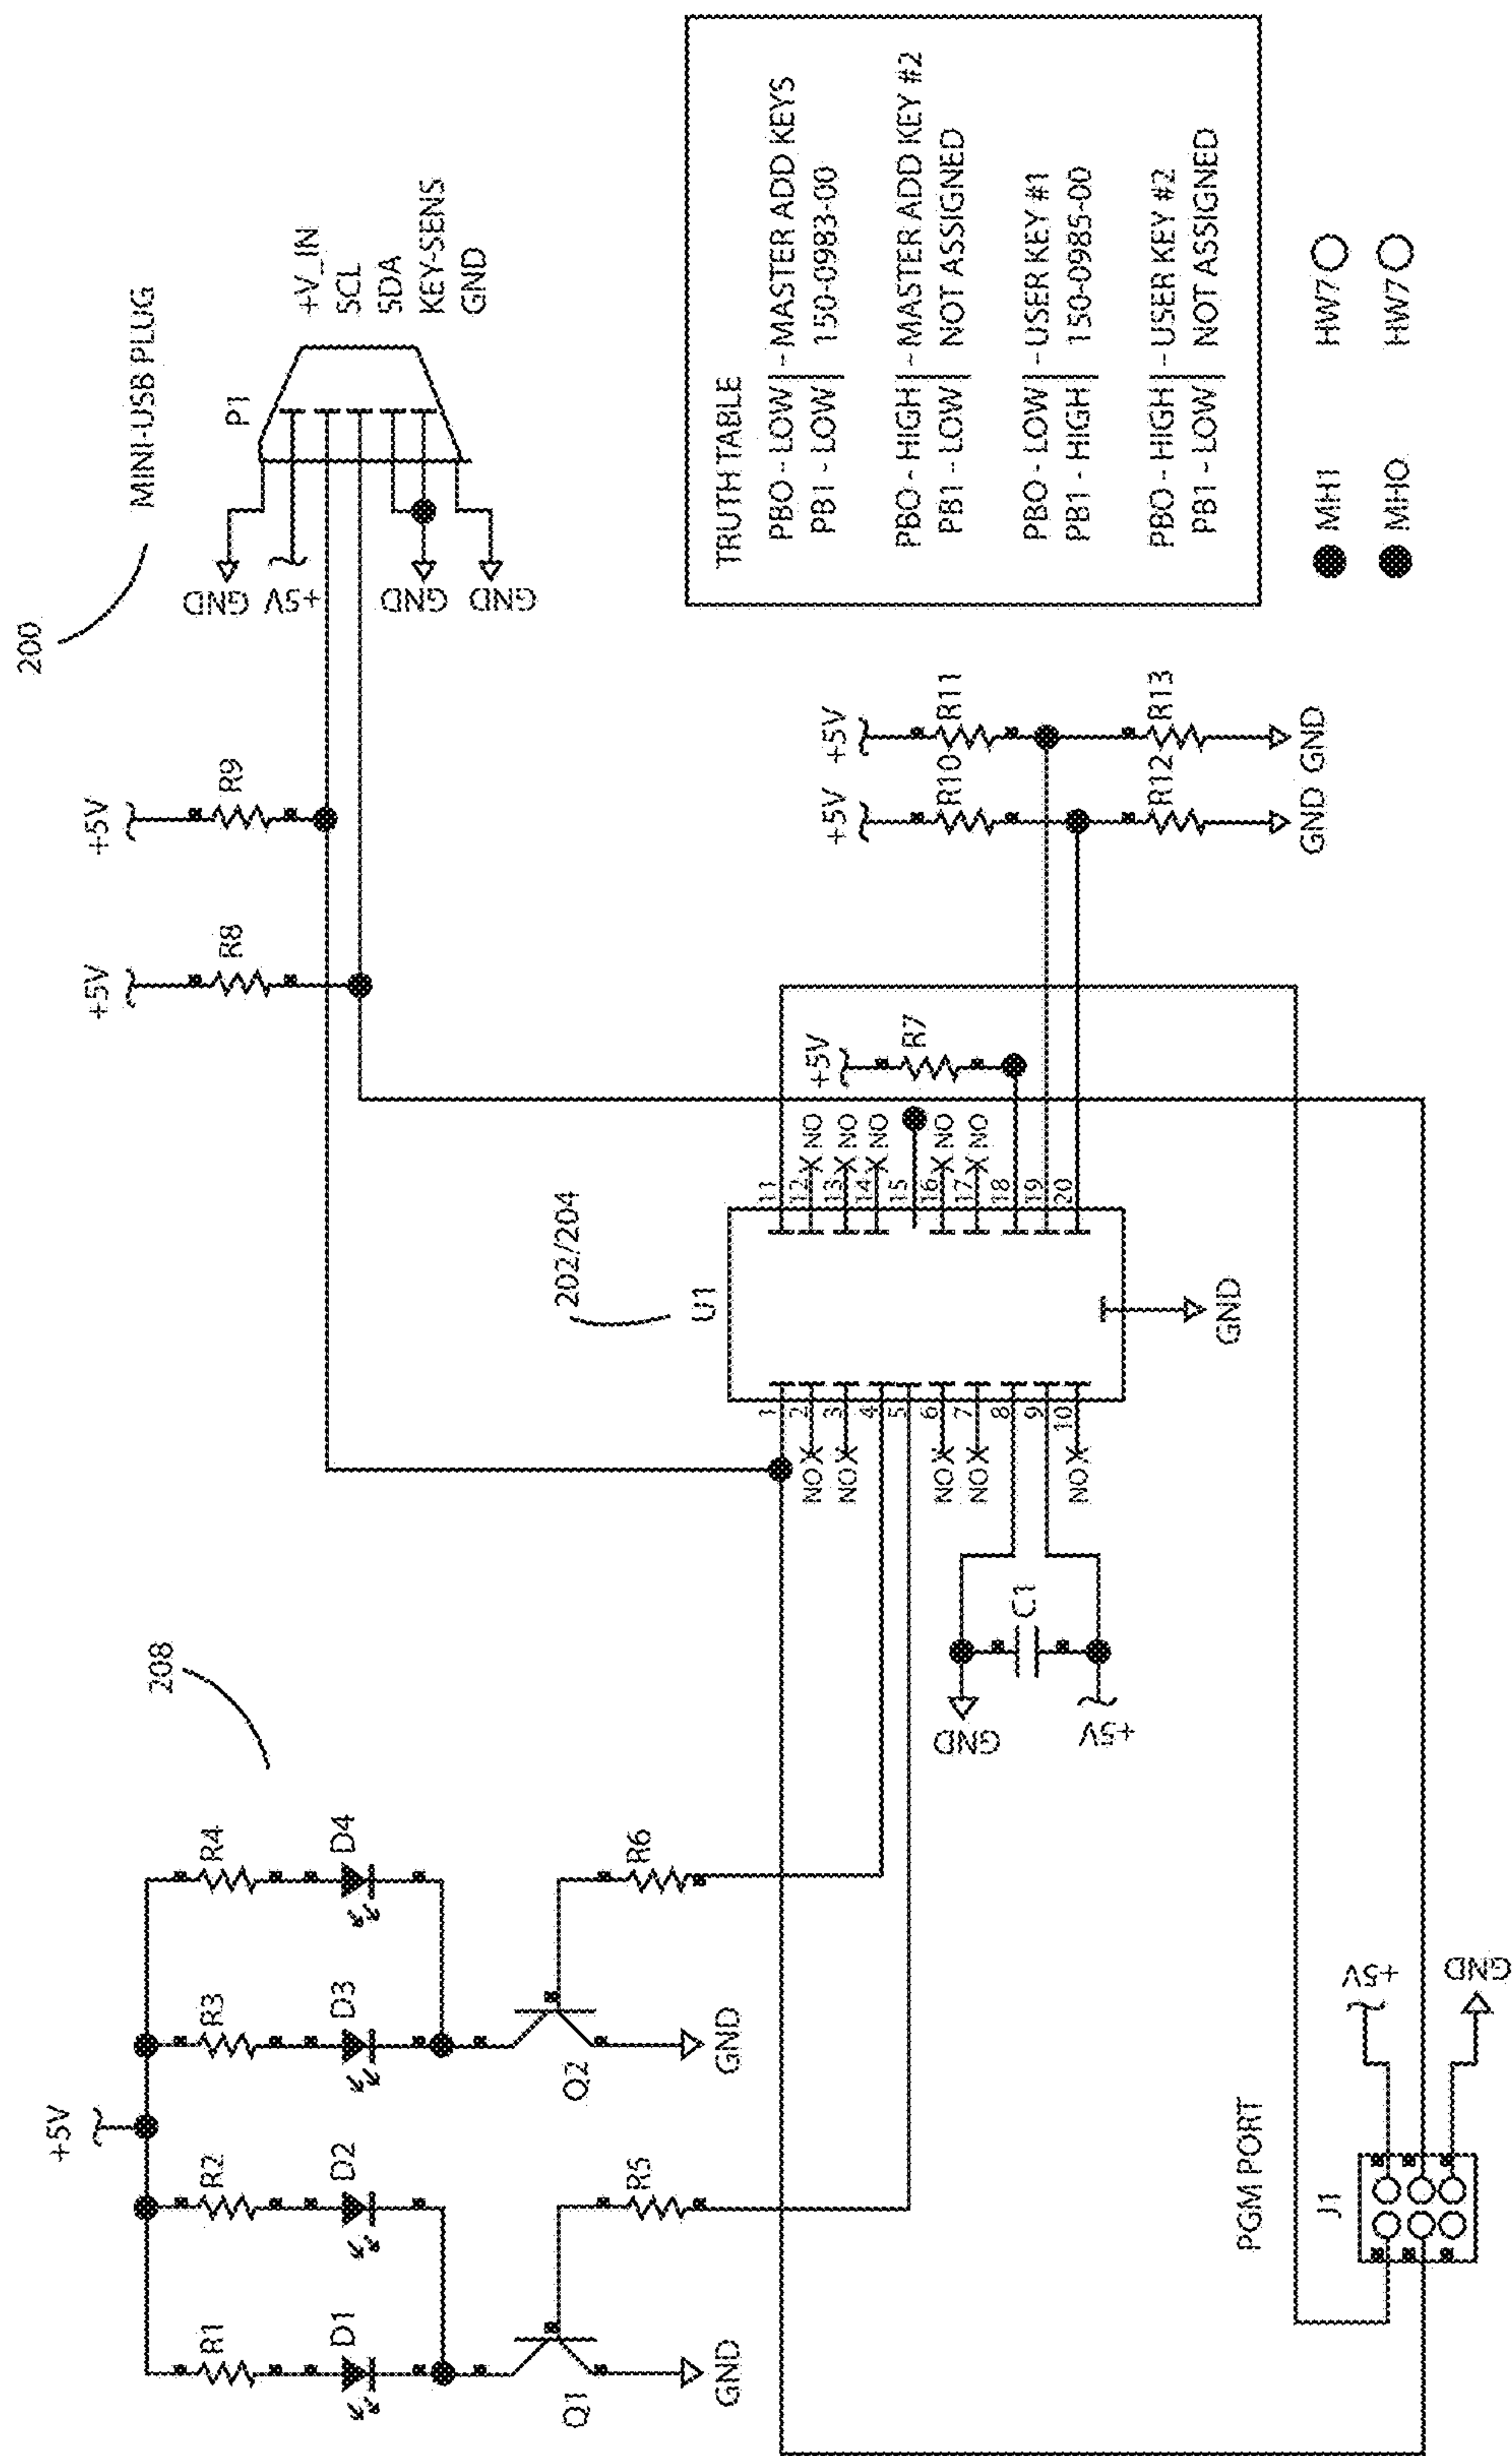 200
+5V
+5V
+5V
MINI-USB PLUG
208
R1
R2
R3
R4
R8
R9
P1
GND
+5V
GND
GND
+V_IN
SCL
SDA
KEY-SENS
GND
D1
D2
D3
D4
Q1
Q2
R5
R6
GND
GND
202/204
U1
1
2
3
4
5
6
7
8
9
10
NO
NO
NO
NO
NO
11
12
13
14
15
16
17
18
19
20
NO
NO
NO
NO
NO
+5V
R7
GND
C1
+5V
GND
+5V
+5V
R10
R11
R12
R13
GND
GND
TRUTH TABLE
PBO - LOW - MASTER ADD KEYS
PB1 - LOW 150-0983-00
PBO - HIGH - MASTER ADD KEY #2
PB1 - LOW NOT ASSIGNED
PBO - LOW - USER KEY #1
PB1 - HIGH 150-0985-00
PBO - HIGH - USER KEY #2
PB1 - LOW NOT ASSIGNED
PGM PORT
J1
+5V
GND
MH1 HW7
MHO HW7